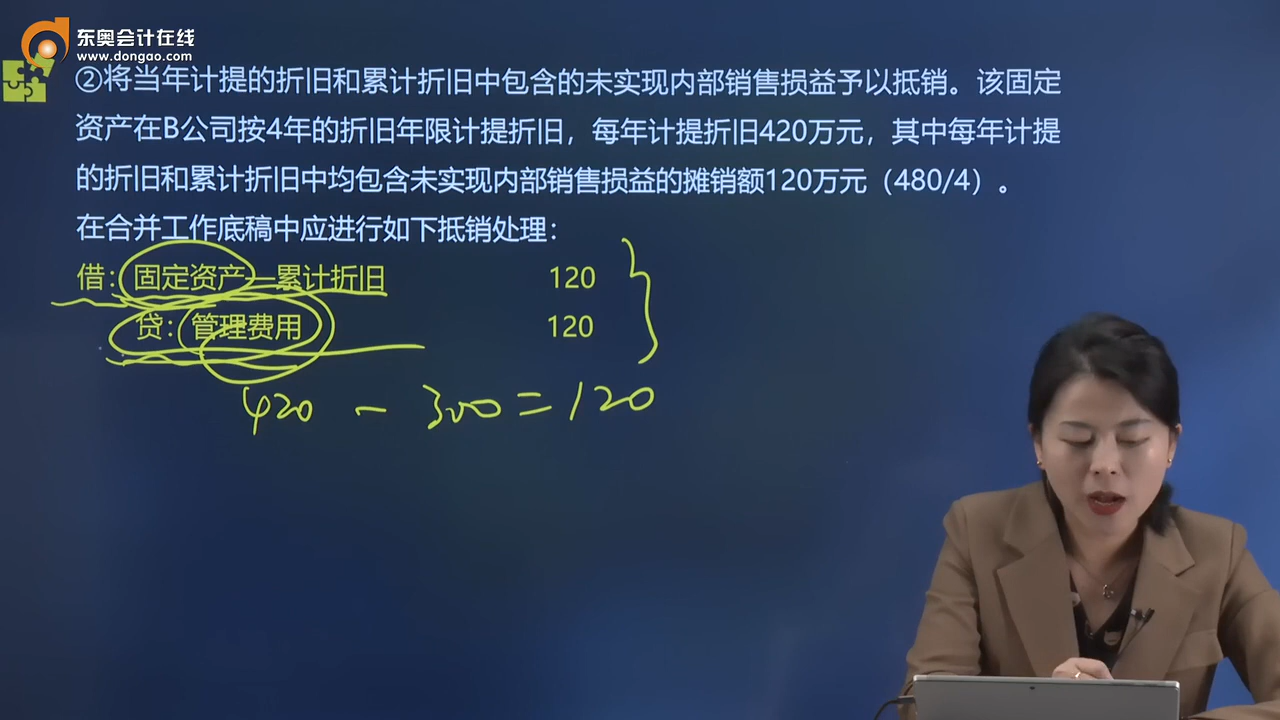 东奥会计在线
www.dongao.com
②将当年计提的折旧和累计折旧中包含的未实现内部销售损益予以抵销。该固定
资产在B公司按4年的折旧年限计提折旧，每年计提折旧420万元，其中每年计提
的折旧和累计折旧中均包含未实现内部销售损益的摊销额120万元（480/4）。
在合并工作底稿中应进行如下抵销处理：
借：固定资产—累计折旧 120
贷：管理费用 120
420 - 300 = 120